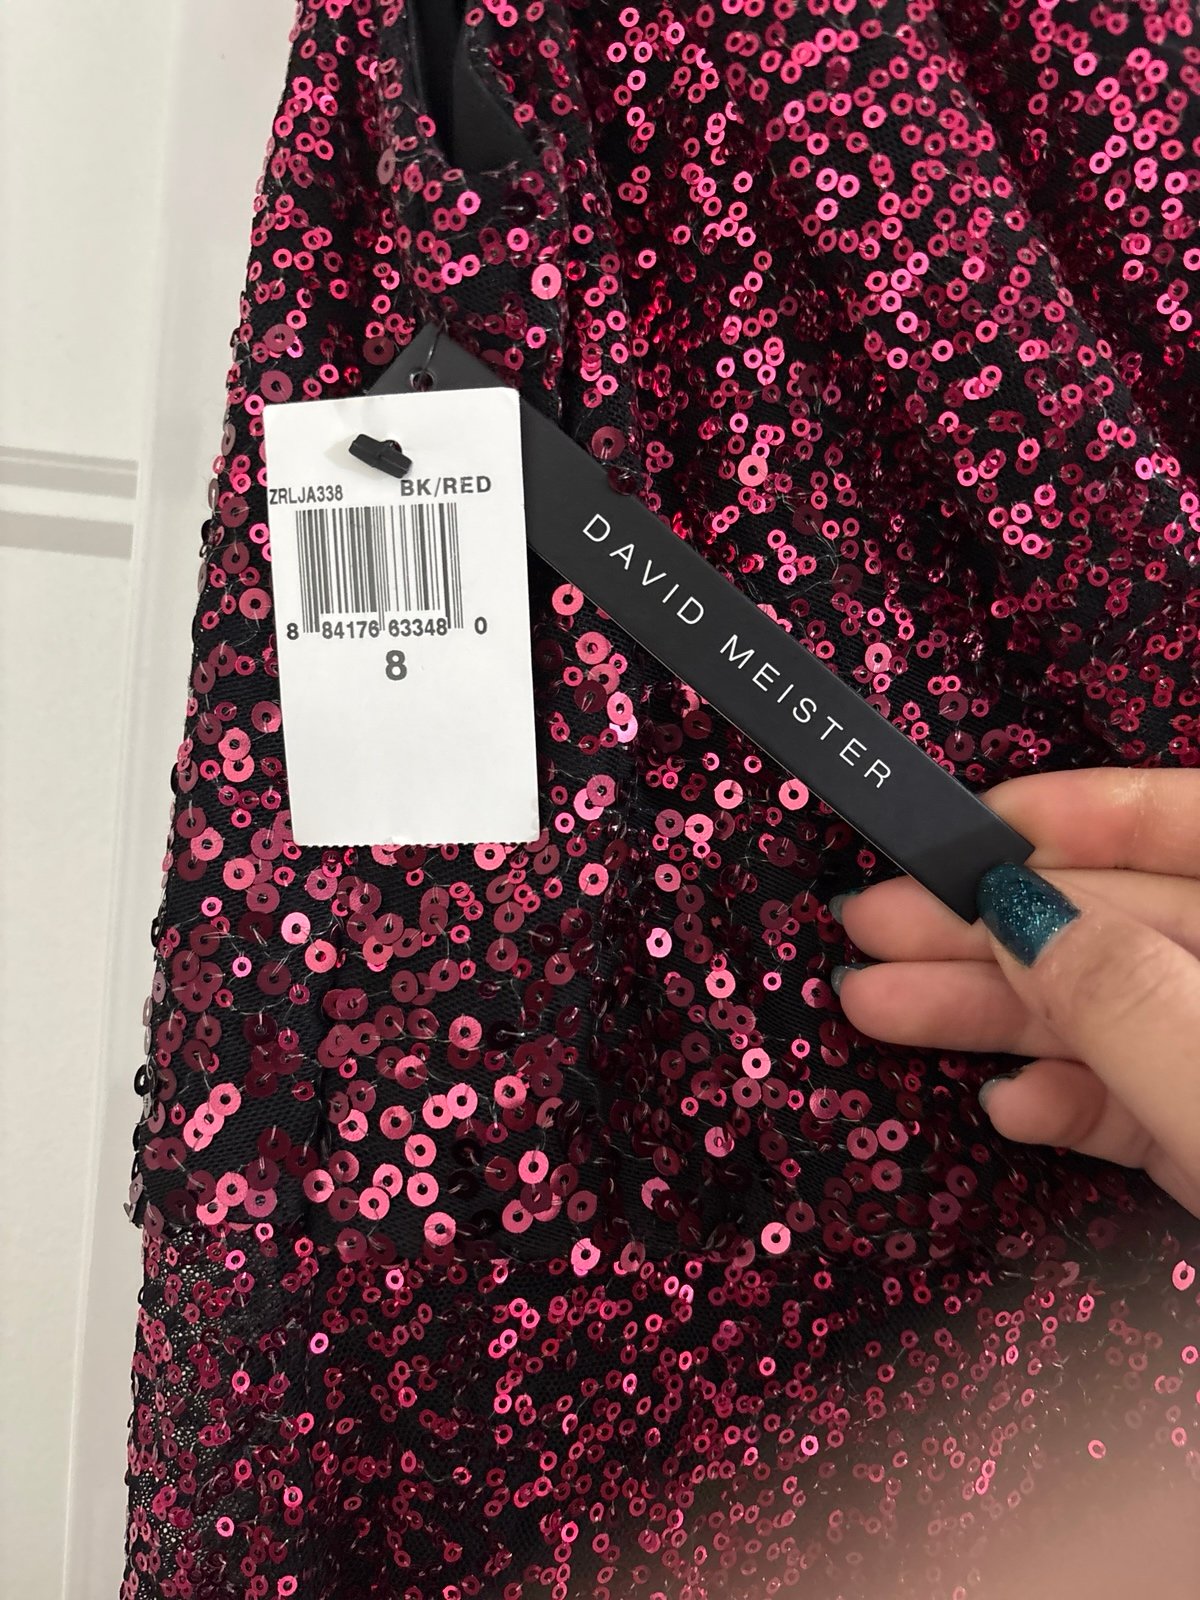 ZRLJA338 BK/RED
8 84176 63348 0
8
DAVID MEISTER